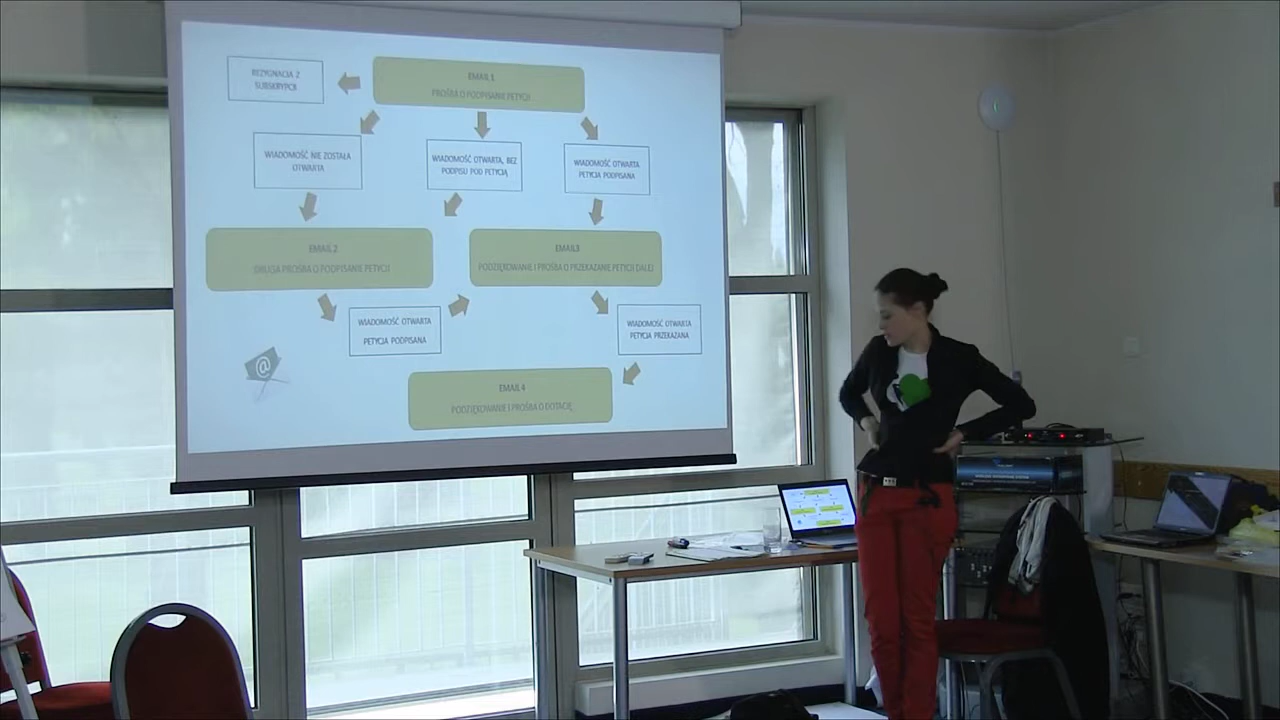 EMAIL 1
PROŚBA O PODPISANIE PETYCJI
REZYGNACJA Z
SUBSKRYPCJI
WIADOMOŚĆ NIE ZOSTAŁA
OTWARTA
WIADOMOŚĆ OTWARTA, BEZ
PODPISU POD PETYCJĄ
WIADOMOŚĆ OTWARTA
PETYCJA PODPISANA
EMAIL 2
DRUGA PROŚBA O PODPISANIE PETYCJI
EMAIL3
PODZIĘKOWANIE I PROŚBA O PRZEKAZANIE PETYCJI DALEJ
WIADOMOŚĆ OTWARTA
PETYCJA PODPISANA
WIADOMOŚĆ OTWARTA
PETYCJA PRZEKAZANA
@
EMAIL 4
PODZIĘKOWANIE I PROŚBA O DOTACJĘ